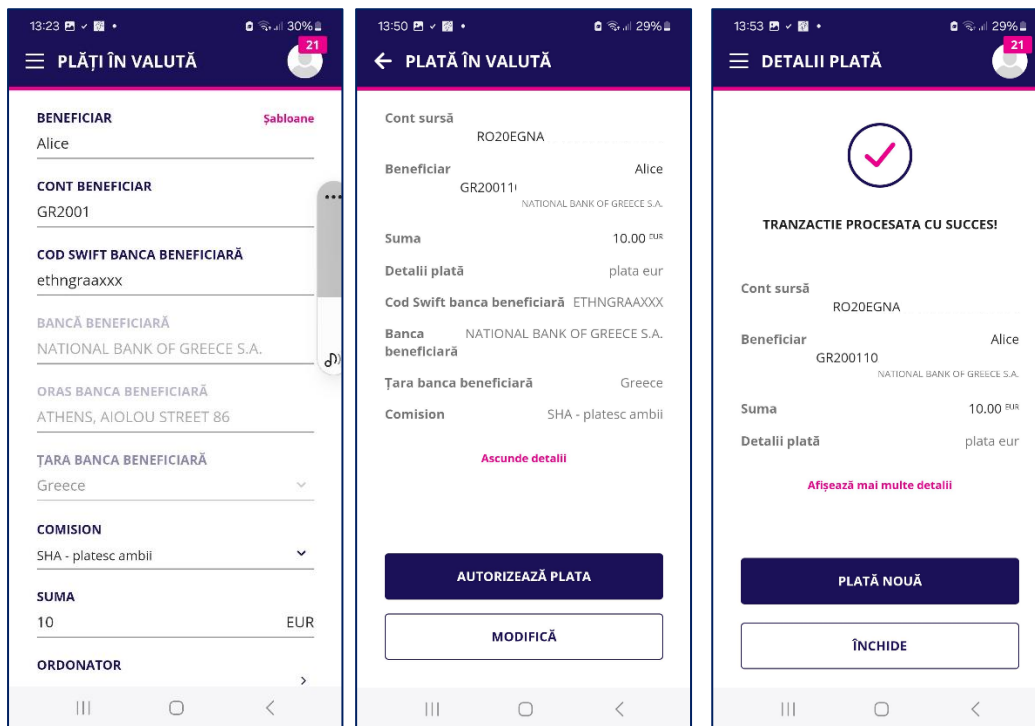 13:23
30%
21
PLĂȚI ÎN VALUTĂ
BENEFICIAR
Șabloane
Alice
CONT BENEFICIAR
GR2001
COD SWIFT BANCA BENEFICIARĂ
ethngraaxxx
BANCĂ BENEFICIARĂ
NATIONAL BANK OF GREECE S.A.
ORAS BANCA BENEFICIARĂ
ATHENS, AIOLOU STREET 86
ȚARA BANCA BENEFICIARĂ
Greece
COMISION
SHA - platesc ambii
SUMA
10 EUR
ORDONATOR
13:50
29%
PLATĂ ÎN VALUTĂ
Cont sursă
RO20EGNA
Beneficiar Alice
GR20011
NATIONAL BANK OF GREECE S.A.
Suma 10.00 EUR
Detalii plată plata eur
Cod Swift banca beneficiară ETHNGRAAXXX
Banca NATIONAL BANK OF GREECE S.A.
beneficiară
Țara banca beneficiară Greece
Comision SHA - platesc ambii
Ascunde detalii
AUTORIZEAZĂ PLATA
MODIFICĂ
13:53
29%
21
DETALII PLATĂ
TRANZACTIE PROCESATA CU SUCCES!
Cont sursă
RO20EGNA
Beneficiar Alice
GR200110
NATIONAL BANK OF GREECE S.A.
Suma 10.00 EUR
Detalii plată plata eur
Afișează mai multe detalii
PLATĂ NOUĂ
ÎNCHIDE